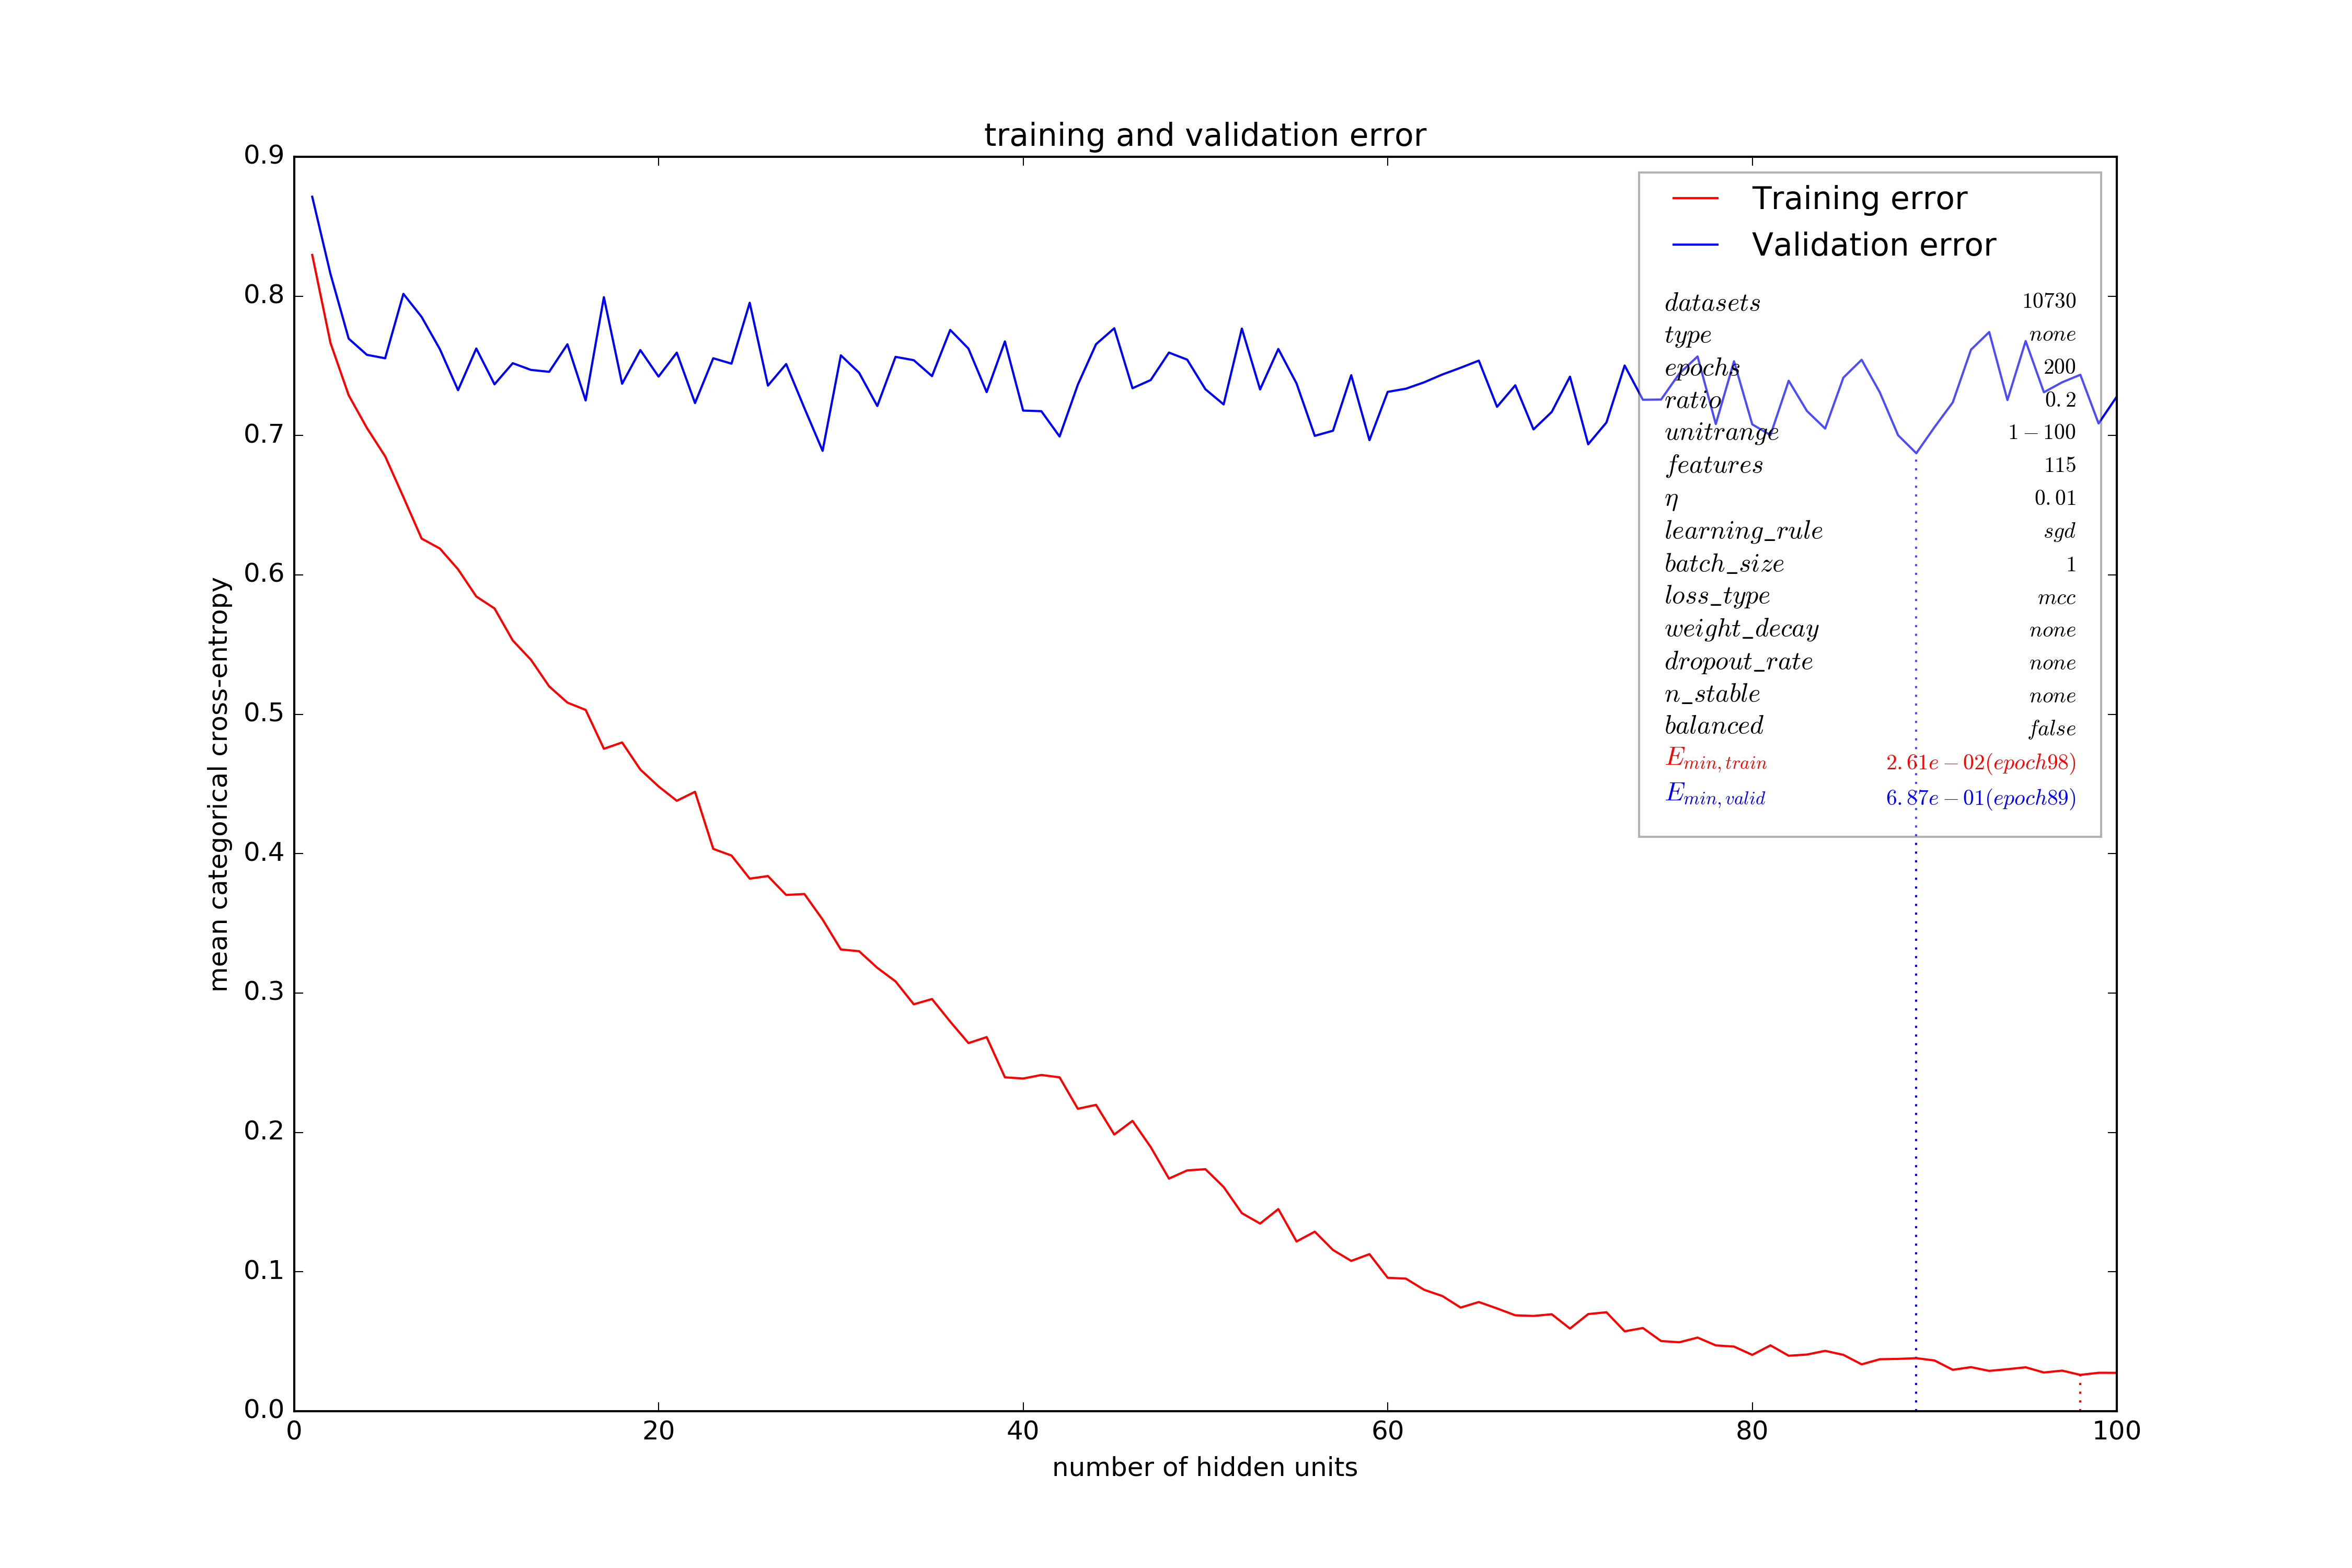 training and validation error
0.9
0.8
0.7
0.6
0.5
0.4
0.3
0.2
0.1
0.0
mean categorical cross-entropy
Training error
Validation error
datasets 10730
type none
epochs 200
ratio 0.2
unitrange 1 − 100
features 115
η 0.01
learning_rule sgd
batch_size 1
loss_type mcc
weight_decay none
dropout_rate none
n_stable none
balanced false
E_min,train 2.61e − 02(epoch98)
E_min,valid 6.87e − 01(epoch89)
0 20 40 60 80 100
number of hidden units